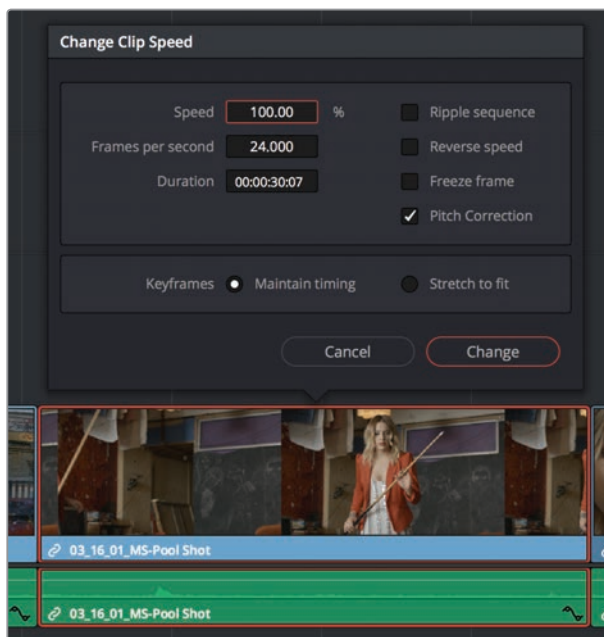 Change Clip Speed
Speed 100.00 % Ripple sequence
Frames per second 24.000 Reverse speed
Duration 00:00:30:07 Freeze frame
Pitch Correction
Keyframes Maintain timing Stretch to fit
Cancel Change
03_16_01_MS-Pool Shot
03_16_01_MS-Pool Shot